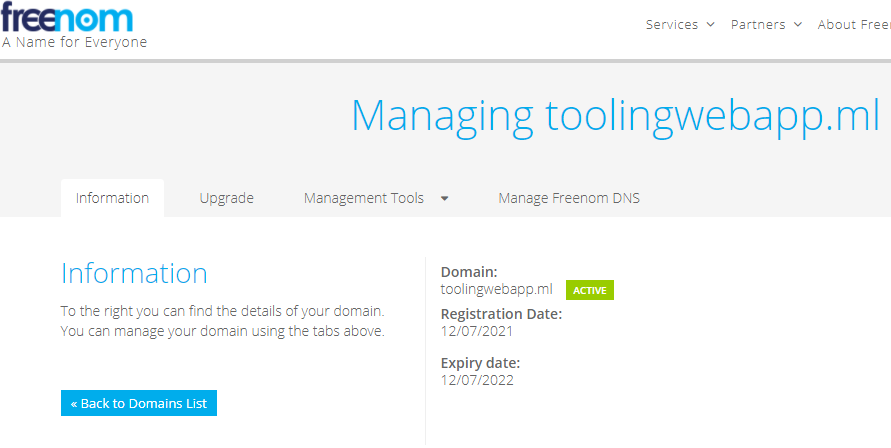 freenom
A Name for Everyone
Services
Partners
About Freen
Managing toolingwebapp.ml
Information
Upgrade
Management Tools
Manage Freenom DNS
Information
To the right you can find the details of your domain.
You can manage your domain using the tabs above.
« Back to Domains List
Domain:
toolingwebapp.ml ACTIVE
Registration Date:
12/07/2021
Expiry date:
12/07/2022